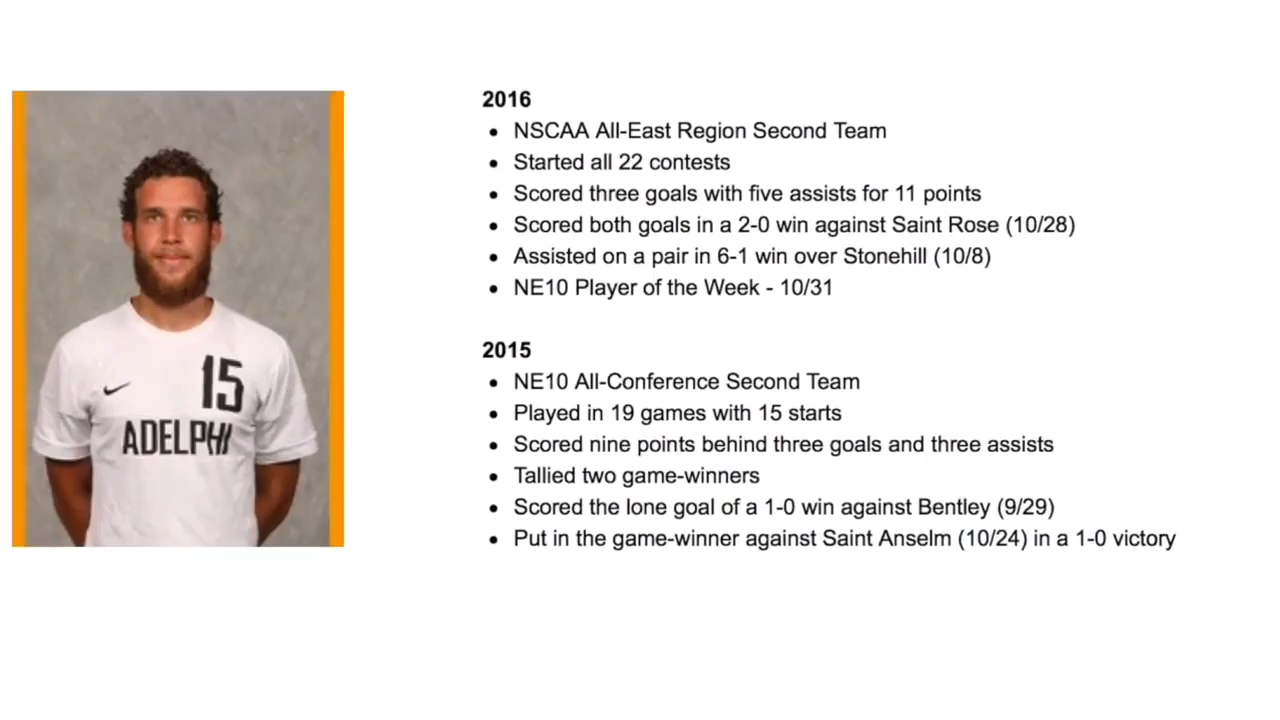 15
ADELPHI
2016
• NSCAA All-East Region Second Team
• Started all 22 contests
• Scored three goals with five assists for 11 points
• Scored both goals in a 2-0 win against Saint Rose (10/28)
• Assisted on a pair in 6-1 win over Stonehill (10/8)
• NE10 Player of the Week - 10/31
2015
• NE10 All-Conference Second Team
• Played in 19 games with 15 starts
• Scored nine points behind three goals and three assists
• Tallied two game-winners
• Scored the lone goal of a 1-0 win against Bentley (9/29)
• Put in the game-winner against Saint Anselm (10/24) in a 1-0 victory